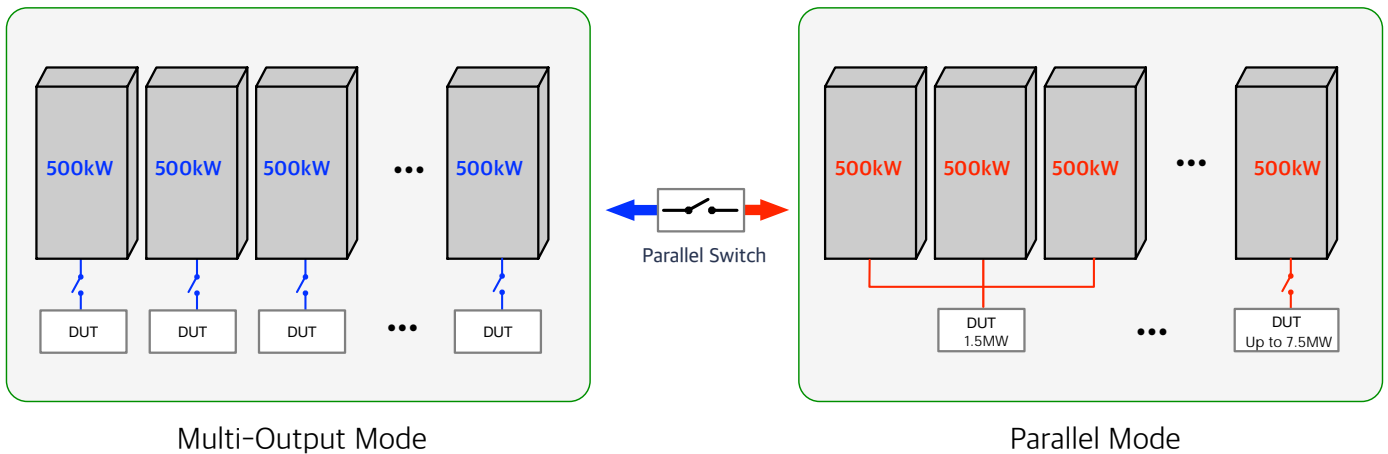 500kW
500kW
500kW
•••
500kW
DUT
DUT
DUT
•••
DUT
Multi-Output Mode
Parallel Switch
500kW
500kW
500kW
•••
500kW
DUT
1.5MW
•••
DUT
Up to 7.5MW
Parallel Mode